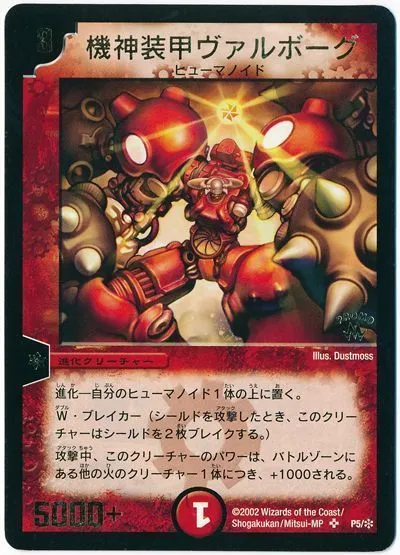 3
機神装甲ヴァルボーグ
ヒューマノイド
PROMO
Illus. Dustmoss
進化クリーチャー
進化－自分のヒューマノイド1体の上に置く。
W・ブレイカー（シールドを攻撃したとき、このクリーチャーはシールドを2枚ブレイクする。）
攻撃中、このクリーチャーのパワーは、バトルゾーンにある他の火のクリーチャー1体につき、+1000される。
5000+
1
©2002 Wizards of the Coast/
Shogakukan/Mitsui-MP
P5/